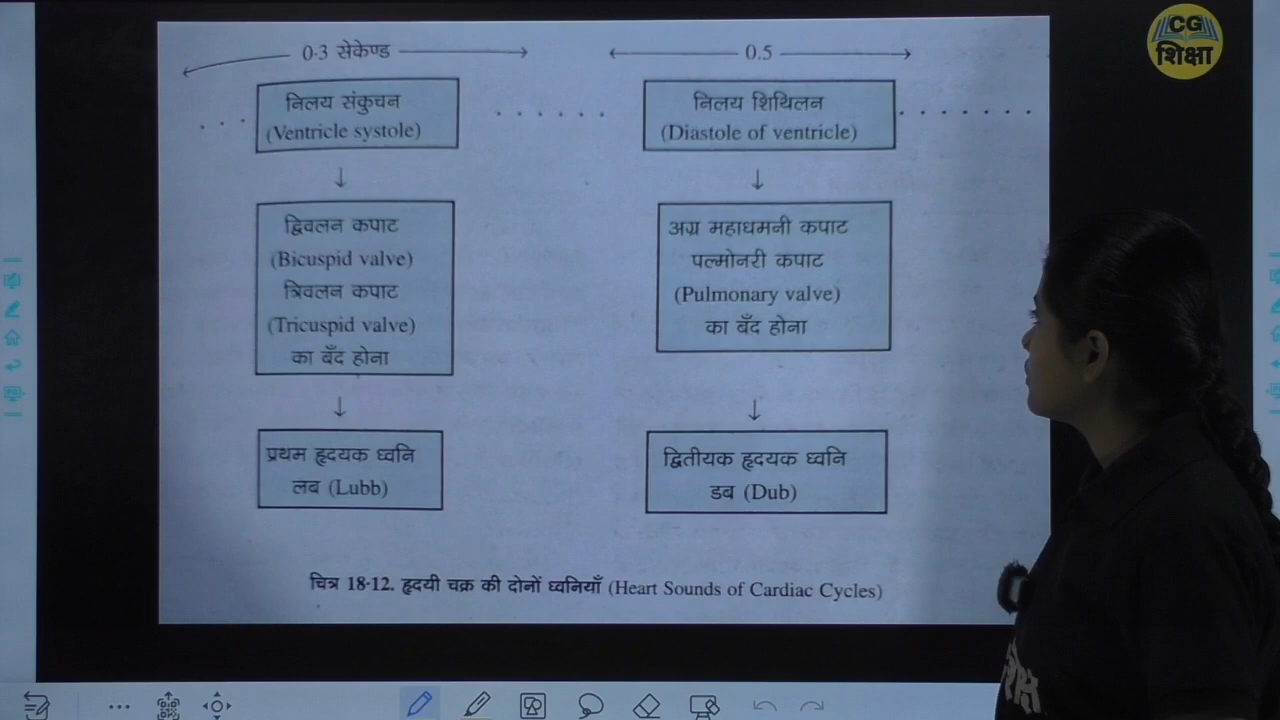 CG
शिक्षा
0·3 सेकेण्ड
0.5
निलय संकुचन
(Ventricle systole)
निलय शिथिलन
(Diastole of ventricle)
द्विवलन कपाट
(Bicuspid valve)
त्रिवलन कपाट
(Tricuspid valve)
का बँद होना
अग्र महाधमनी कपाट
पल्मोनरी कपाट
(Pulmonary valve)
का बँद होना
प्रथम हृदयक ध्वनि
लब (Lubb)
द्वितीयक हृदयक ध्वनि
डब (Dub)
चित्र 18·12. हृदयी चक्र की दोनों ध्वनियाँ (Heart Sounds of Cardiac Cycles)